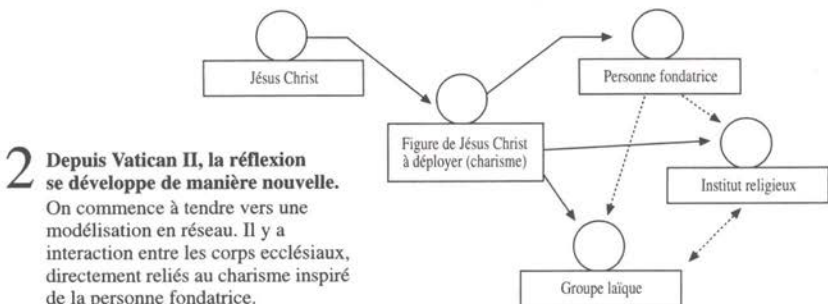 Jésus Christ
Personne fondatrice
Figure de Jésus Christ
à déployer (charisme)
Institut religieux
Groupe laïque
2 Depuis Vatican II, la réflexion
se développe de manière nouvelle.
On commence à tendre vers une
modélisation en réseau. Il y a
interaction entre les corps ecclésiaux,
directement reliés au charisme inspiré
de la personne fondatrice.